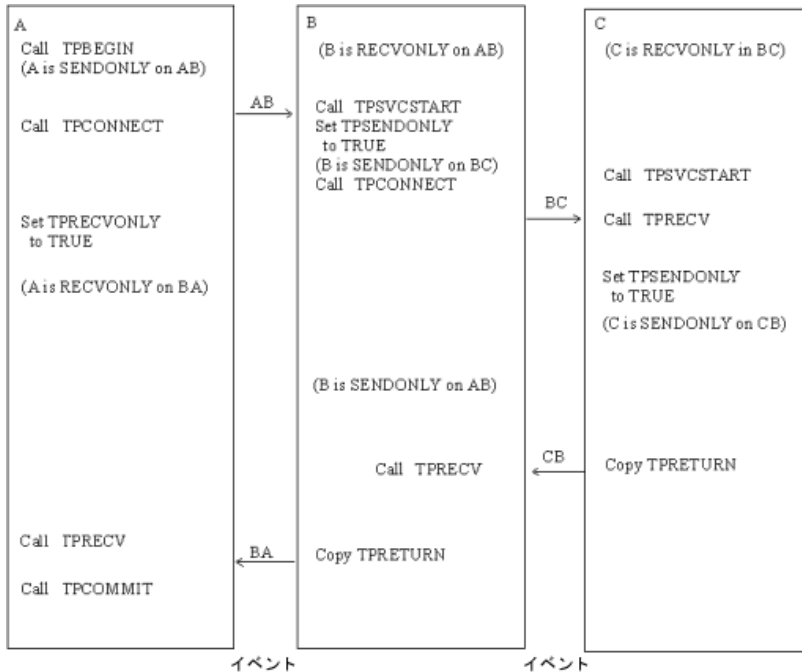 A
Call TPBEGIN
(A is SENDONLY on AB)
Call TPCONNECT
Set TPRECVONLY
to TRUE
(A is RECVONLY on BA)
Call TPRECV
Call TPCOMMIT
AB
BA
イベント
B
(B is RECVONLY on AB)
Call TPSVCSTART
Set TPSENDONLY
to TRUE
(B is SENDONLY on BC)
Call TPCONNECT
(B is SENDONLY on AB)
Call TPRECV
Copy TPRETURN
BC
CB
イベント
C
(C is RECVONLY in BC)
Call TPSVCSTART
Call TPRECV
Set TPSENDONLY
to TRUE
(C is SENDONLY on CB)
Copy TPRETURN